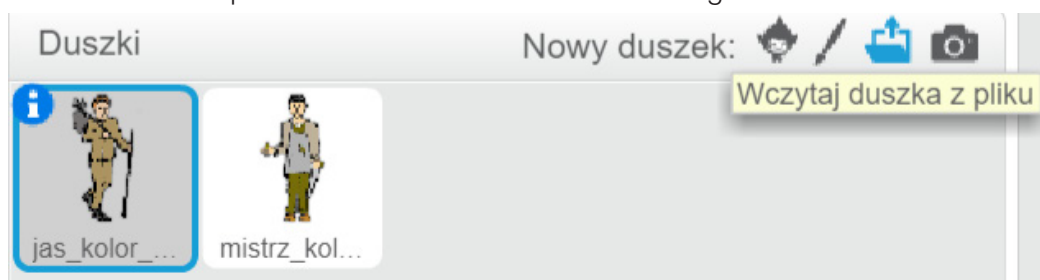 Duszki
Nowy duszek:
Wczytaj duszka z pliku
jas_kolor_...
mistrz_kol...